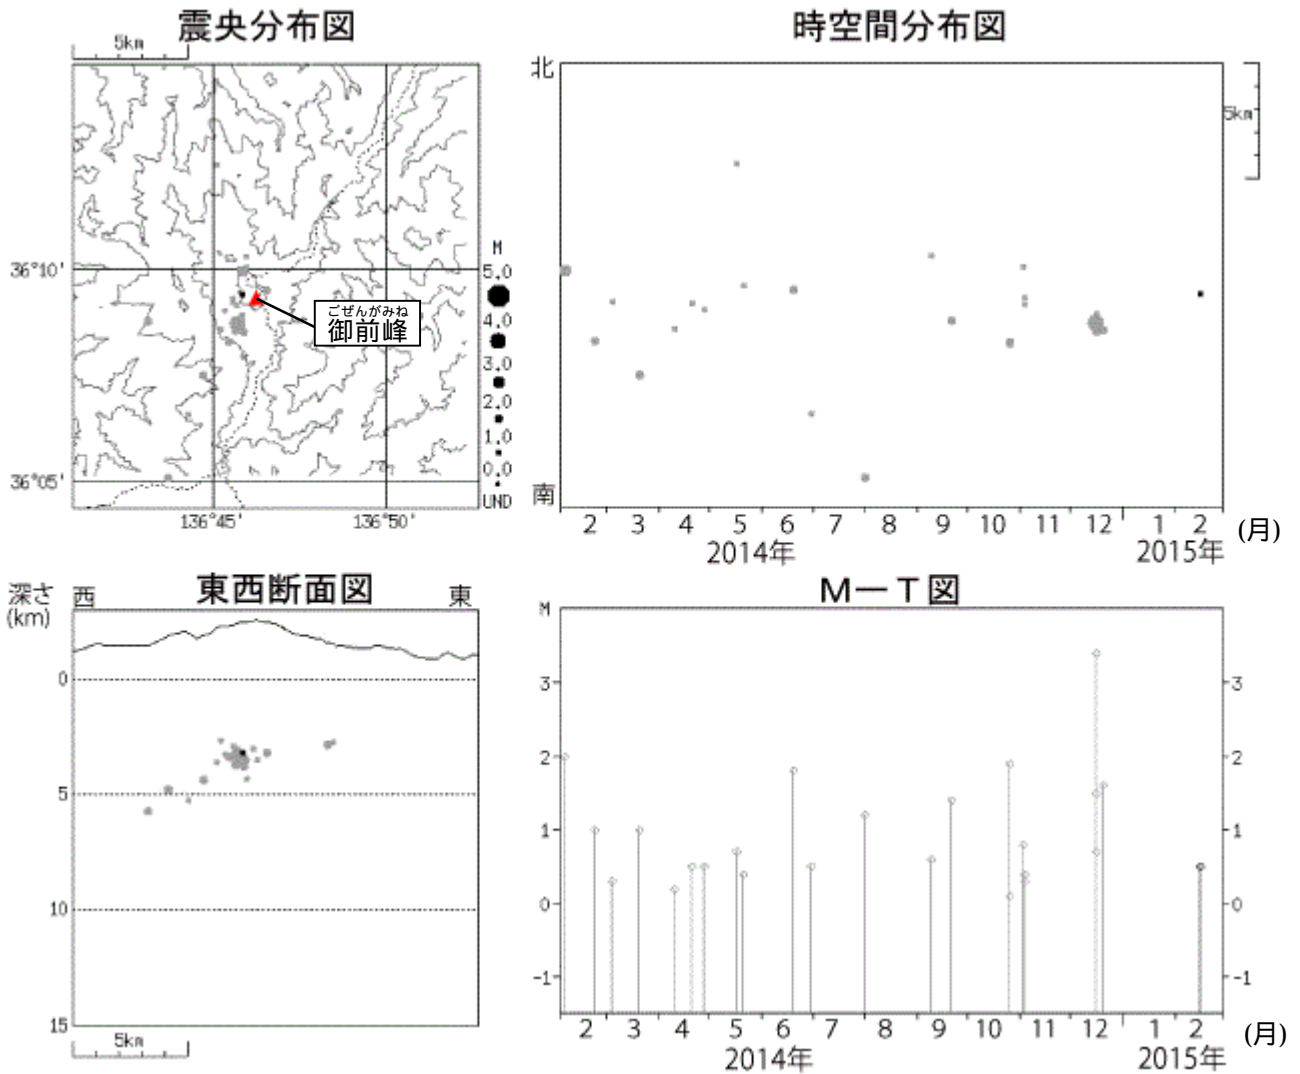 震央分布図
5km
36°10'
36°05'
136°45'
136°50'
ごぜんがみね
御前峰
M
5.0
4.0
3.0
2.0
1.0
0.0
UND
時空間分布図
北
南
5km
2 3 4 5 6 7 8 9 10 11 12 1 2 (月)
2014年 2015年
東西断面図
深さ
(km)
西 東
0
5
10
15
5km
M－T図
M
3 3
2 2
1 1
0 0
-1 -1
2 3 4 5 6 7 8 9 10 11 12 1 2 (月)
2014年 2015年